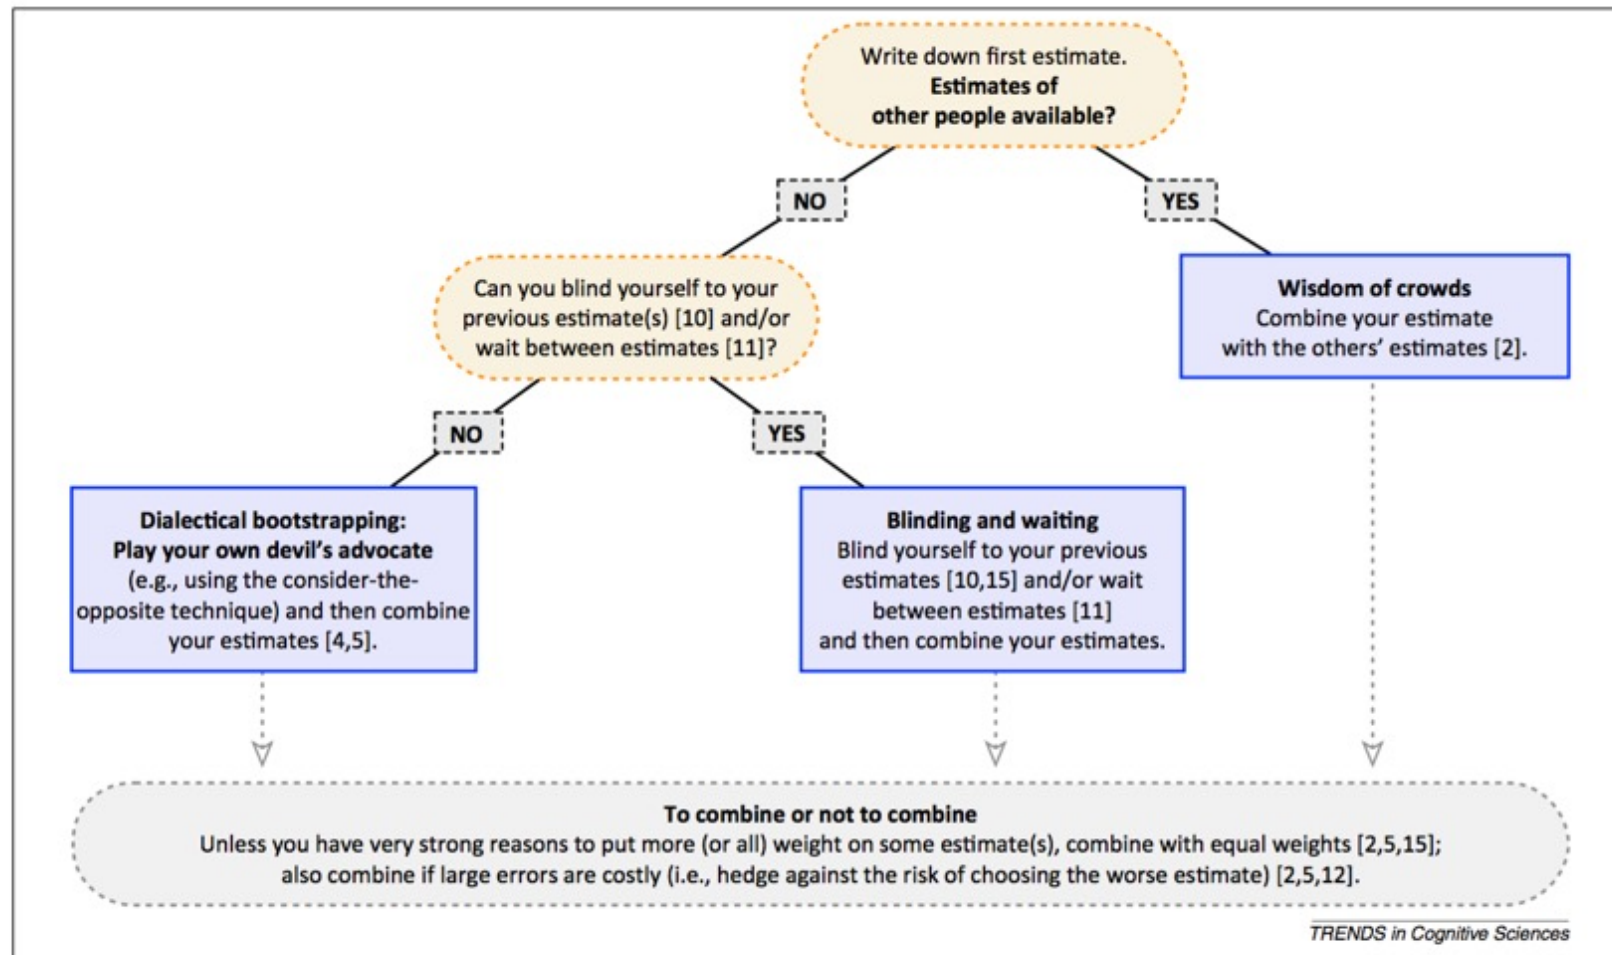 Write down first estimate.
Estimates of
other people available?
NO
YES
Can you blind yourself to your
previous estimate(s) [10] and/or
wait between estimates [11]?
Wisdom of crowds
Combine your estimate
with the others’ estimates [2].
NO
YES
Dialectical bootstrapping:
Play your own devil’s advocate
(e.g., using the consider-the-
opposite technique) and then combine
your estimates [4,5].
Blinding and waiting
Blind yourself to your previous
estimates [10,15] and/or wait
between estimates [11]
and then combine your estimates.
To combine or not to combine
Unless you have very strong reasons to put more (or all) weight on some estimate(s), combine with equal weights [2,5,15];
also combine if large errors are costly (i.e., hedge against the risk of choosing the worse estimate) [2,5,12].
TRENDS in Cognitive Sciences